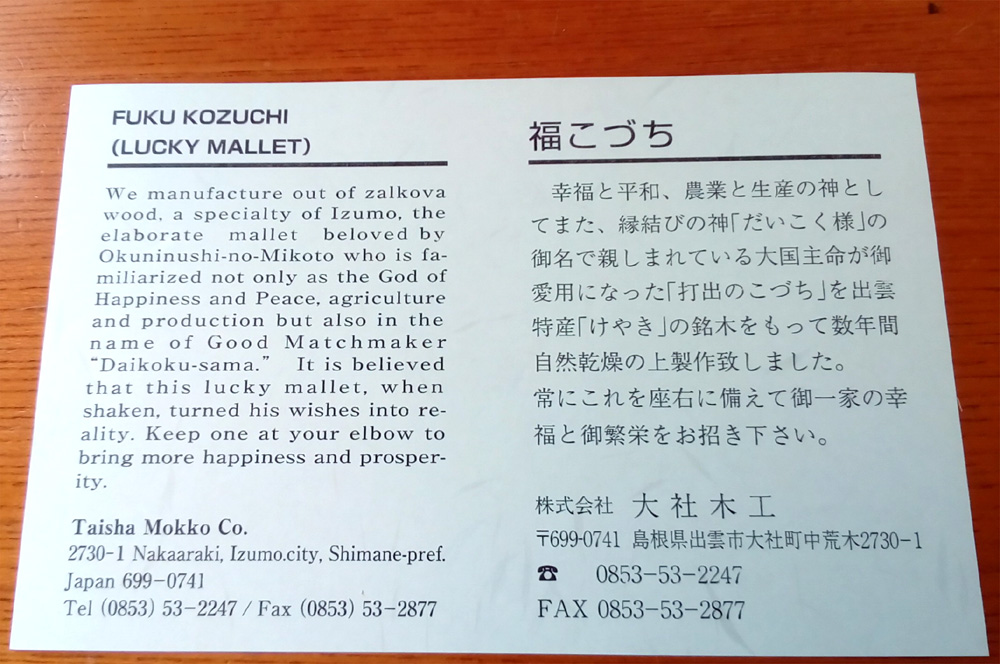 FUKU KOZUCHI
(LUCKY MALLET)
We manufacture out of zalkova
wood, a specialty of Izumo, the
elaborate mallet beloved by
Okuninushi-no-Mikoto who is fa-
miliarized not only as the God of
Happiness and Peace, agriculture
and production but also in the
name of Good Matchmaker
“Daikoku-sama.” It is believed
that this lucky mallet, when
shaken, turned his wishes into re-
ality. Keep one at your elbow to
bring more happiness and prosper-
ity.
Taisha Mokko Co.
2730-1 Nakaaraki, Izumo.city, Shimane-pref.
Japan 699-0741
Tel (0853) 53-2247 / Fax (0853) 53-2877
福こづち
幸福と平和、農業と生産の神とし
てまた、縁結びの神「だいこく様」の
御名で親しまれている大国主命が御
愛用になった「打出のこづち」を出雲
特産「けやき」の銘木をもって数年間
自然乾燥の上製作致しました。
常にこれを座右に備えて御一家の幸
福と御繁栄をお招き下さい。
株式会社 大社木工
〒699-0741 島根県出雲市大社町中荒木2730-1
☎ 0853-53-2247
FAX 0853-53-2877